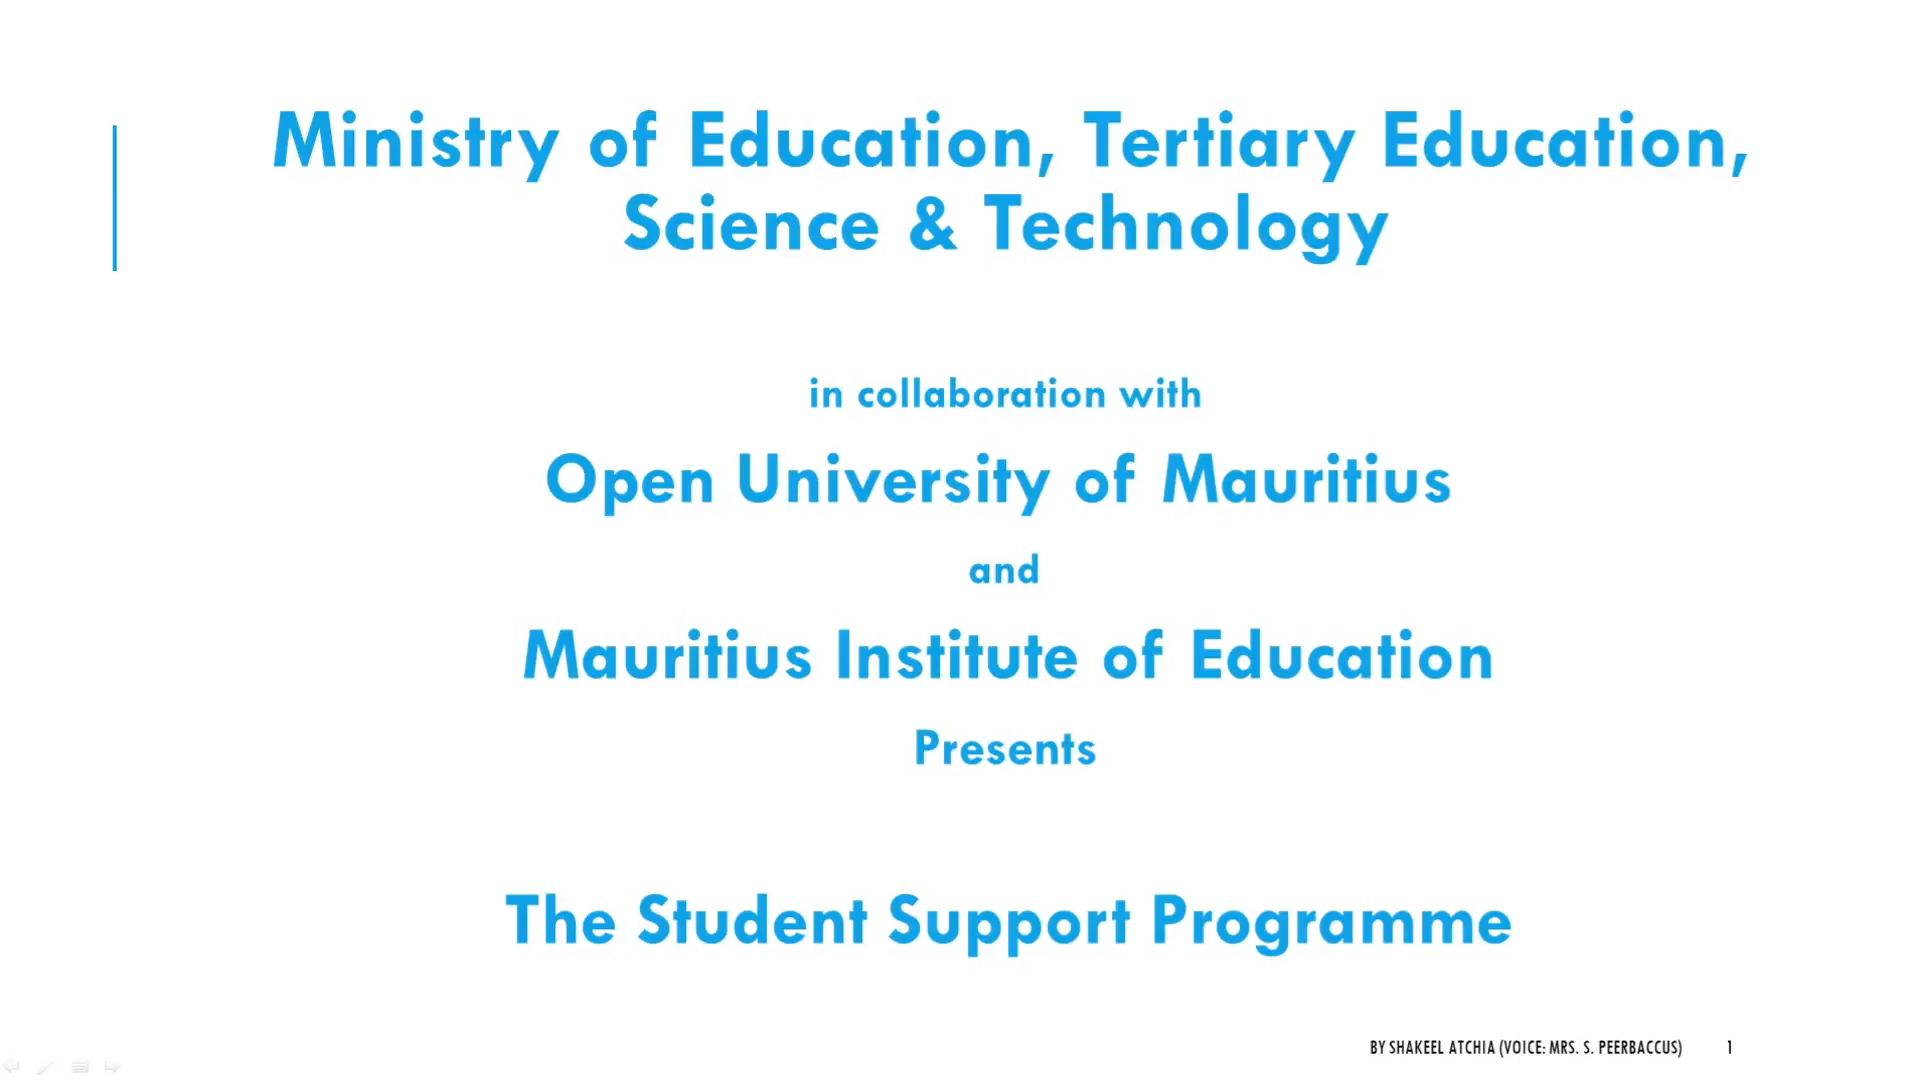 Ministry of Education, Tertiary Education,
Science & Technology
in collaboration with
Open University of Mauritius
and
Mauritius Institute of Education
Presents
The Student Support Programme
BY SHAKEEL ATCHIA (VOICE: MRS. S. PEERBACCUS) 1